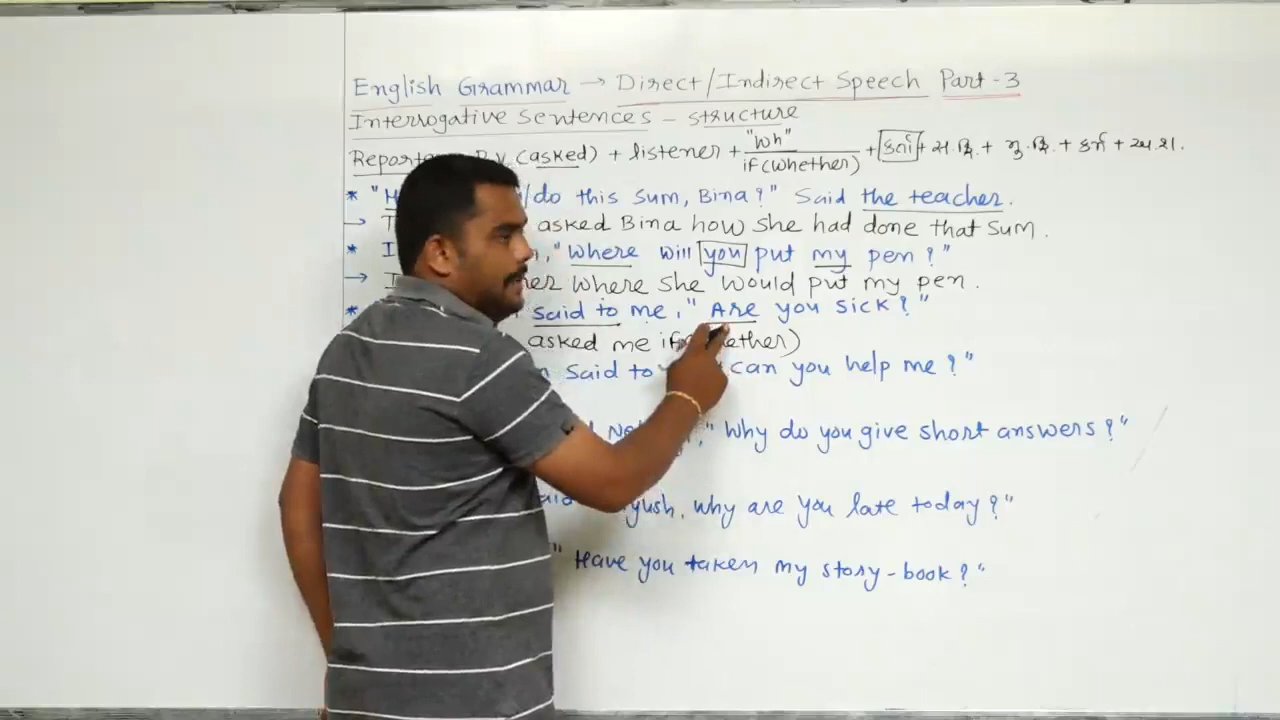 English Grammar → Direct/Indirect Speech Part-3
Interrogative Sentences - structure
Reporter (asked) + listener + "Wh" / if(whether) + કર્તા + સ.ક્રિ. + મુ.ક્રિ. + કર્મ + અ.શ.
* " /do this sum, Bina?" Said the teacher.
→ T asked Bina how she had done that sum.
* I "Where will you put my pen?"
→ I her where she would put my pen.
* said to me, "Are you sick?"
asked me if(whether)
said to can you help me?"
"Why do you give short answers?"
yush, why are you late today?"
"Have you taken my story-book?"